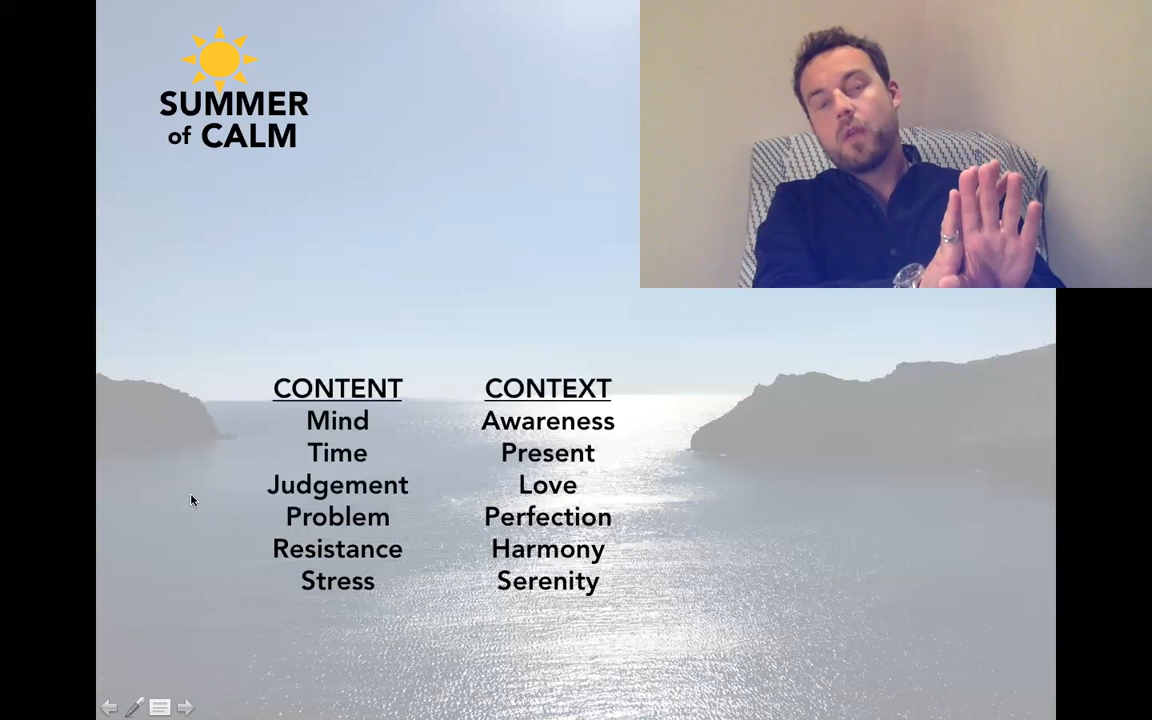 SUMMER
of CALM
CONTENT CONTEXT
Mind Awareness
Time Present
Judgement Love
Problem Perfection
Resistance Harmony
Stress Serenity